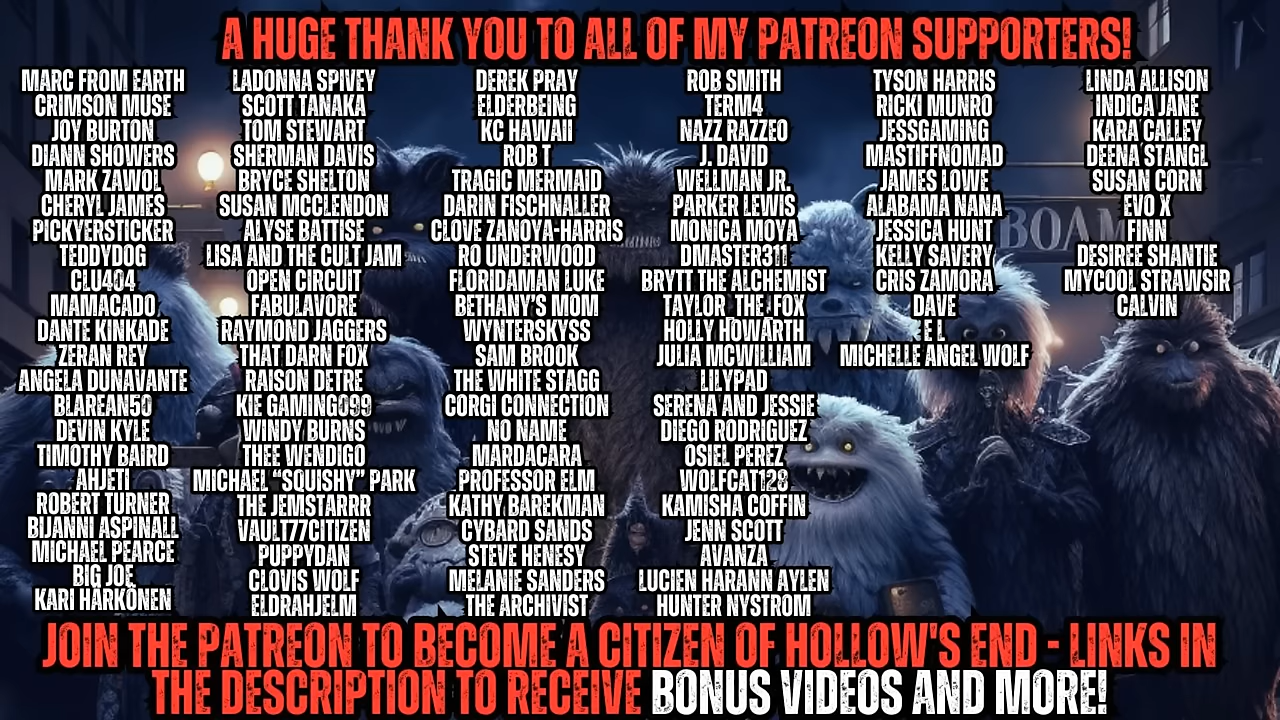 A HUGE THANK YOU TO ALL OF MY PATREON SUPPORTERS!
MARC FROM EARTH
CRIMSON MUSE
JOY BURTON
DIANN SHOWERS
MARK ZAWOL
CHERYL JAMES
PICKYERSTICKER
TEDDYDOG
CLU404
MAMACADO
DANTE KINKADE
ZERAN REY
ANGELA DUNAVANTE
BLAREAN50
DEVIN KYLE
TIMOTHY BAIRD
AHJETI
ROBERT TURNER
BIJANNI ASPINALL
MICHAEL PEARCE
BIG JOE
KARI HARKONEN
LADONNA SPIVEY
SCOTT TANAKA
TOM STEWART
SHERMAN DAVIS
BRYCE SHELTON
SUSAN MCCLENDON
ALYSE BATTISE
LISA AND THE CULT JAM
OPEN CIRCUIT
FABULAVORE
RAYMOND JAGGERS
THAT DARN FOX
RAISON DETRE
KIE GAMING099
WINDY BURNS
THEE WENDIGO
MICHAEL “SQUISHY” PARK
THE JEMSTARRR
VAULT77CITIZEN
PUPPYDAN
CLOVIS WOLF
ELDRAHJELM
DEREK PRAY
ELDERBEING
KC HAWAII
ROB T
TRAGIC MERMAID
DARIN FISCHNALLER
CLOVE ZANOYA-HARRIS
RO UNDERWOOD
FLORIDAMAN LUKE
BETHANY'S MOM
WYNTERSKYSS
SAM BROOK
THE WHITE STAGG
CORGI CONNECTION
NO NAME
MARDACARA
PROFESSOR ELM
KATHY BAREKMAN
CYBARD SANDS
STEVE HENESY
MELANIE SANDERS
THE ARCHIVIST
ROB SMITH
TERM4
NAZZ RAZZEO
J. DAVID
WELLMAN JR.
PARKER LEWIS
MONICA MOYA
DMASTER311
BRYTT THE ALCHEMIST
TAYLOR_THE_FOX
HOLLY HOWARTH
JULIA MCWILLIAM
LILYPAD
SERENA AND JESSIE
DIEGO RODRIGUEZ
OSIEL PEREZ
WOLFCAT128
KAMISHA COFFIN
JENN SCOTT
AVANZA
LUCIEN HARANN AYLEN
HUNTER NYSTROM
TYSON HARRIS
RICKI MUNRO
JESSGAMING
MASTIFFNOMAD
JAMES LOWE
ALABAMA NANA
JESSICA HUNT
KELLY SAVERY
CRIS ZAMORA
DAVE
E L
MICHELLE ANGEL WOLF
LINDA ALLISON
INDICA JANE
KARA CALLEY
DEENA STANGL
SUSAN CORN
EVO X
FINN
DESIREE SHANTIE
MYCOOL STRAWSIR
CALVIN
BOAM
JOIN THE PATREON TO BECOME A CITIZEN OF HOLLOW'S END - LINKS IN
THE DESCRIPTION TO RECEIVE BONUS VIDEOS AND MORE!